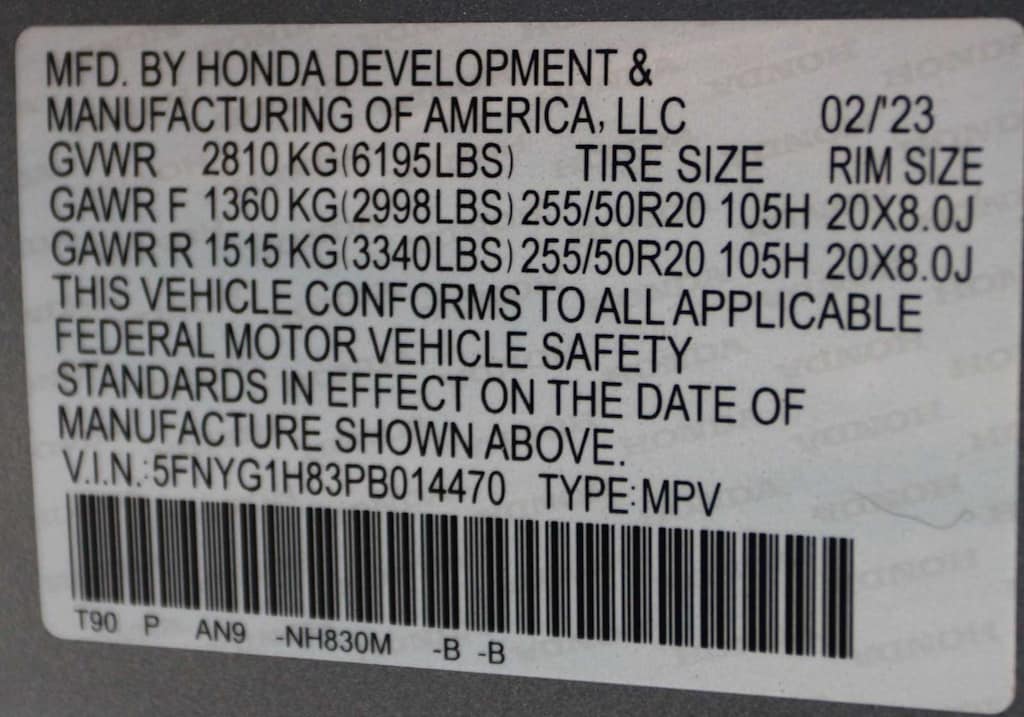 MFD. BY HONDA DEVELOPMENT &
MANUFACTURING OF AMERICA, LLC 02/'23
GVWR 2810 KG(6195LBS) TIRE SIZE RIM SIZE
GAWR F 1360 KG(2998LBS) 255/50R20 105H 20X8.0J
GAWR R 1515 KG(3340LBS) 255/50R20 105H 20X8.0J
THIS VEHICLE CONFORMS TO ALL APPLICABLE
FEDERAL MOTOR VEHICLE SAFETY
STANDARDS IN EFFECT ON THE DATE OF
MANUFACTURE SHOWN ABOVE.
V.I.N.:5FNYG1H83PB014470 TYPE:MPV
T90 P AN9 -NH830M -B -B